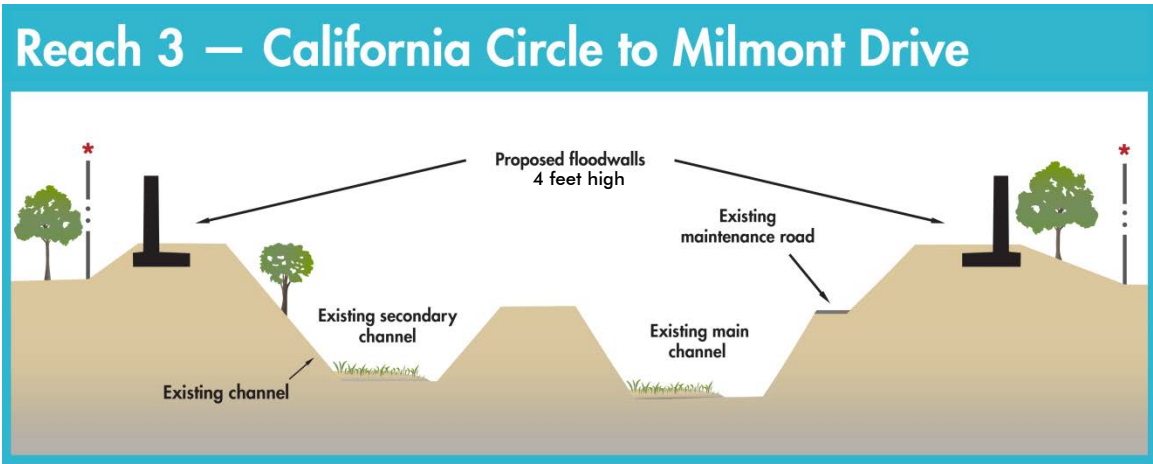 Reach 3 — California Circle to Milmont Drive
*
*
Proposed floodwalls
4 feet high
Existing
maintenance road
Existing secondary
channel
Existing main
channel
Existing channel